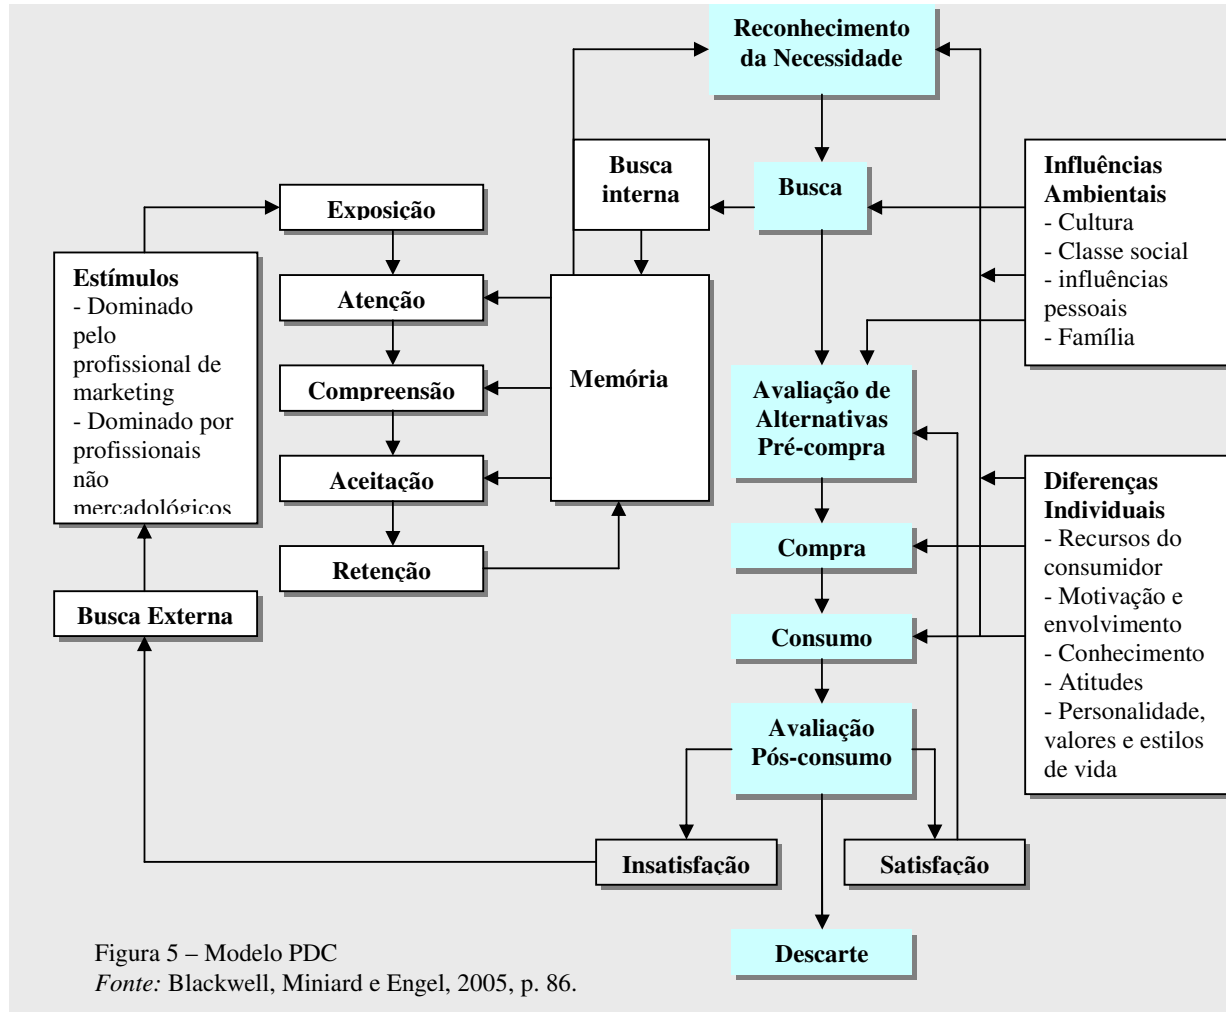 Reconhecimento
da Necessidade
Busca
interna
Busca
Influências
Ambientais
- Cultura
- Classe social
- influências
pessoais
- Família
Exposição
Estímulos
- Dominado
pelo
profissional de
marketing
- Dominado por
profissionais
não
mercadológicos
Atenção
Compreensão
Aceitação
Retenção
Memória
Busca Externa
Avaliação de
Alternativas
Pré-compra
Compra
Consumo
Avaliação
Pós-consumo
Diferenças
Individuais
- Recursos do
consumidor
- Motivação e
envolvimento
- Conhecimento
- Atitudes
- Personalidade,
valores e estilos
de vida
Insatisfação
Satisfação
Descarte
Figura 5 – Modelo PDC
Fonte: Blackwell, Miniard e Engel, 2005, p. 86.